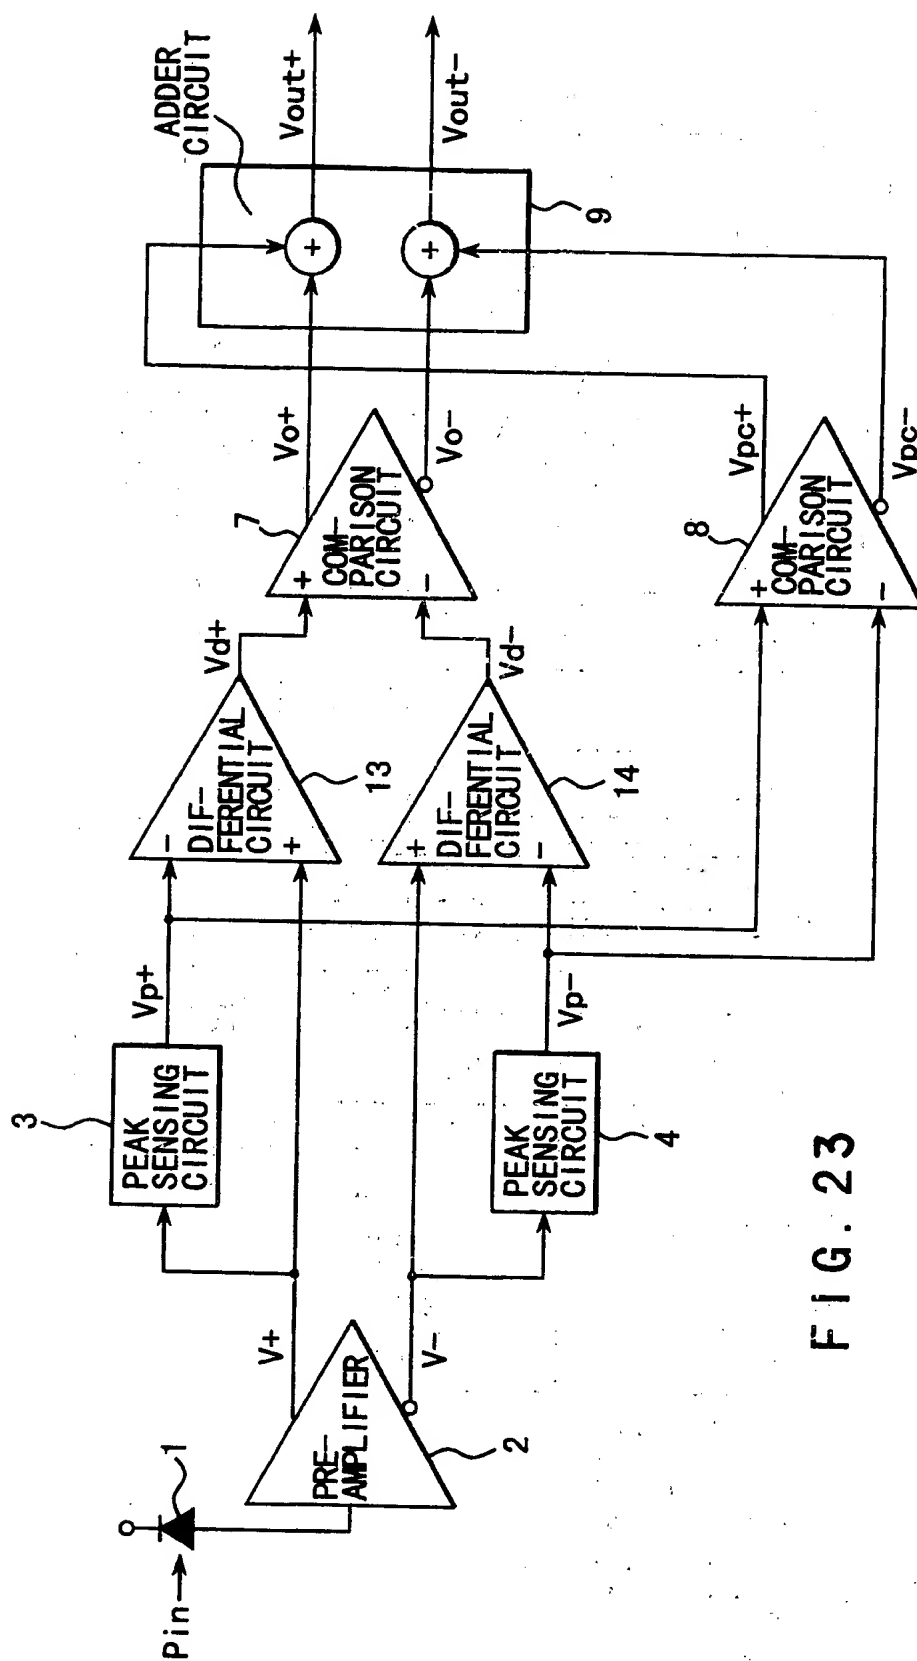 Pin
1
PRE-
AMPLIFIER
2
V+
V-
3
PEAK
SENSING
CIRCUIT
Vp+
PEAK
SENSING
CIRCUIT
4
Vp-
-
DIF-
FERENTIAL
CIRCUIT
+
13
Vd+
+
DIF-
FERENTIAL
CIRCUIT
-
14
Vd-
7
+
COM-
PARISON
CIRCUIT
-
Vo+
Vo-
8
+
COM-
PARISON
CIRCUIT
-
Vpc+
Vpc-
ADDER
CIRCUIT
+
+
9
Vout+
Vout-
FIG. 23